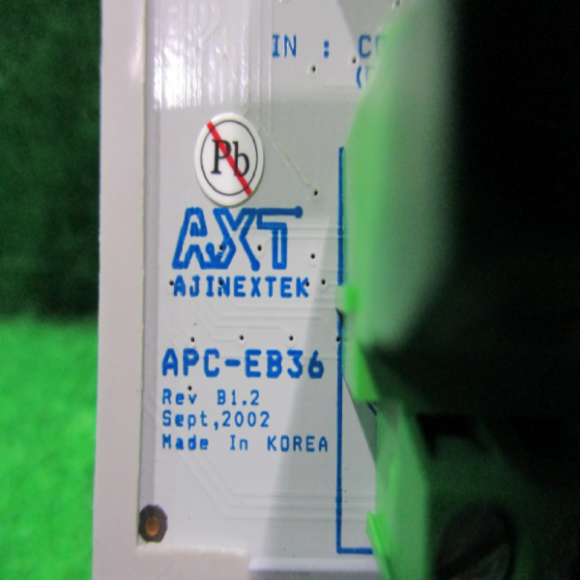 IN : C
Pb
AXT
AJINEXTEK
APC-EB36
Rev B1.2
Sept,2002
Made In KOREA